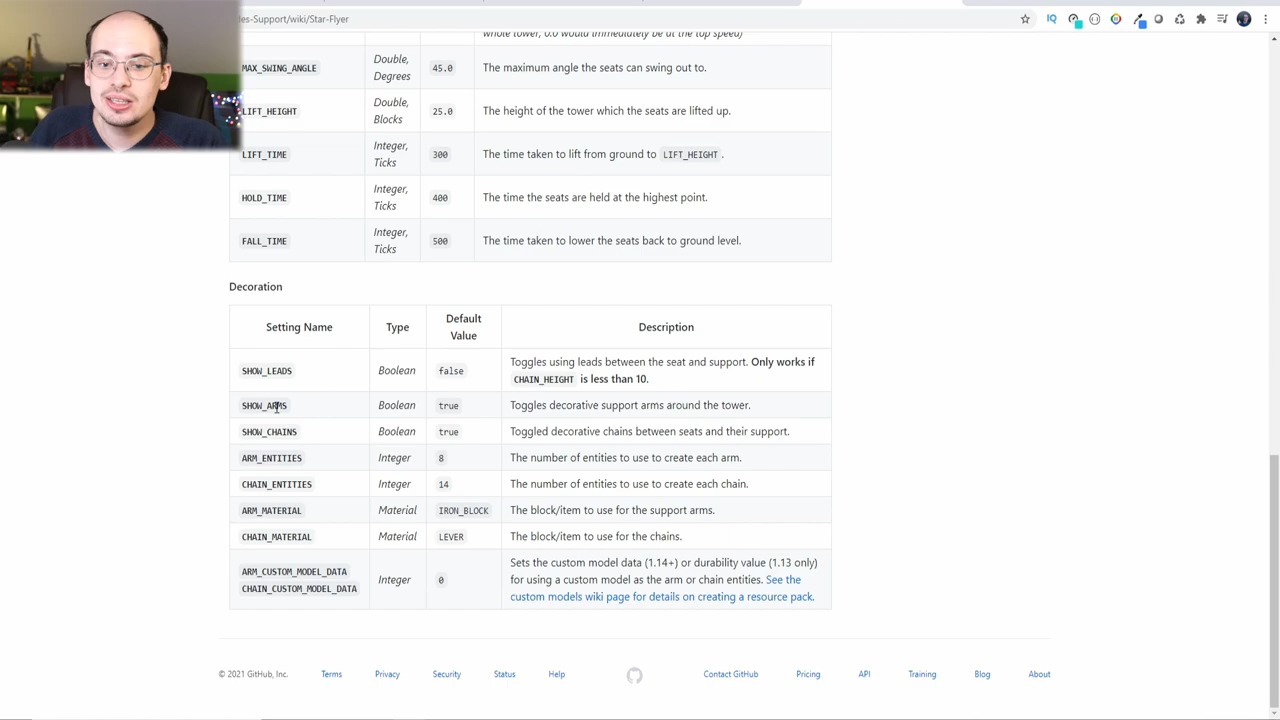 les-Support/wiki/Star-Flyer
whole tower, 0.0 would immediately be at the top speed)
MAX_SWING_ANGLE
Double,
Degrees
45.0
The maximum angle the seats can swing out to.
LIFT_HEIGHT
Double,
Blocks
25.0
The height of the tower which the seats are lifted up.
LIFT_TIME
Integer,
Ticks
300
The time taken to lift from ground to LIFT_HEIGHT.
HOLD_TIME
Integer,
Ticks
400
The time the seats are held at the highest point.
FALL_TIME
Integer,
Ticks
500
The time taken to lower the seats back to ground level.
Decoration
Setting Name
Type
Default
Value
Description
SHOW_LEADS
Boolean
false
Toggles using leads between the seat and support. Only works if
CHAIN_HEIGHT is less than 10.
SHOW_ARMS
Boolean
true
Toggles decorative support arms around the tower.
SHOW_CHAINS
Boolean
true
Toggled decorative chains between seats and their support.
ARM_ENTITIES
Integer
8
The number of entities to use to create each arm.
CHAIN_ENTITIES
Integer
14
The number of entities to use to create each chain.
ARM_MATERIAL
Material
IRON_BLOCK
The block/item to use for the support arms.
CHAIN_MATERIAL
Material
LEVER
The block/item to use for the chains.
ARM_CUSTOM_MODEL_DATA
CHAIN_CUSTOM_MODEL_DATA
Integer
0
Sets the custom model data (1.14+) or durability value (1.13 only)
for using a custom model as the arm or chain entities. See the
custom models wiki page for details on creating a resource pack.
© 2021 GitHub, Inc.
Terms
Privacy
Security
Status
Help
Contact GitHub
Pricing
API
Training
Blog
About